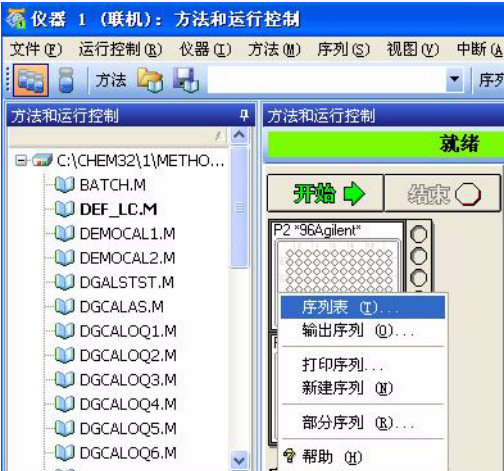 仪器 1 (联机): 方法和运行控制
文件(F) 运行控制(R) 仪器(I) 方法(M) 序列(S) 视图(V) 中断(A
方法 序列
方法和运行控制
方法和运行控制
就绪
C:\CHEM32\1\METHO...
BATCH.M
开始 结束
DEF_LC.M
P2 *96Agilent*
DEMOCAL1.M
DEMOCAL2.M
DGALSTST.M
DGCALAS.M
DGCALOQ1.M
DGCALOQ2.M
DGCALOQ3.M
DGCALOQ4.M
DGCALOQ5.M
DGCALOQ6.M
序列表 (T)...
输出序列 (O)...
打印序列...
新建序列 (N)
部分序列 (R)...
帮助 (H)